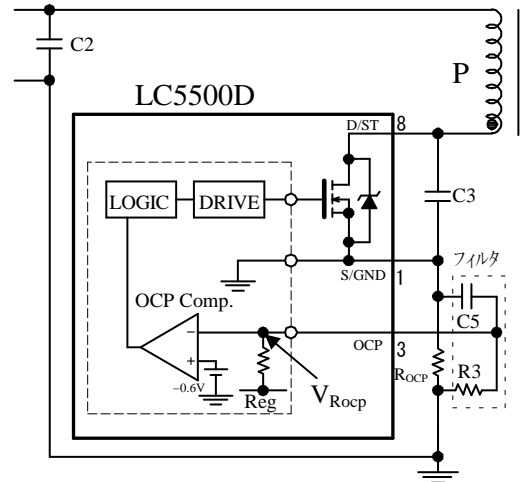 C2
P
LC5500D
D/ST
8
LOGIC
DRIVE
C3
S/GND
1
フィルタ
OCP Comp.
C5
−
OCP
3
+
−0.6V
Reg
VRocp
ROCP
R3